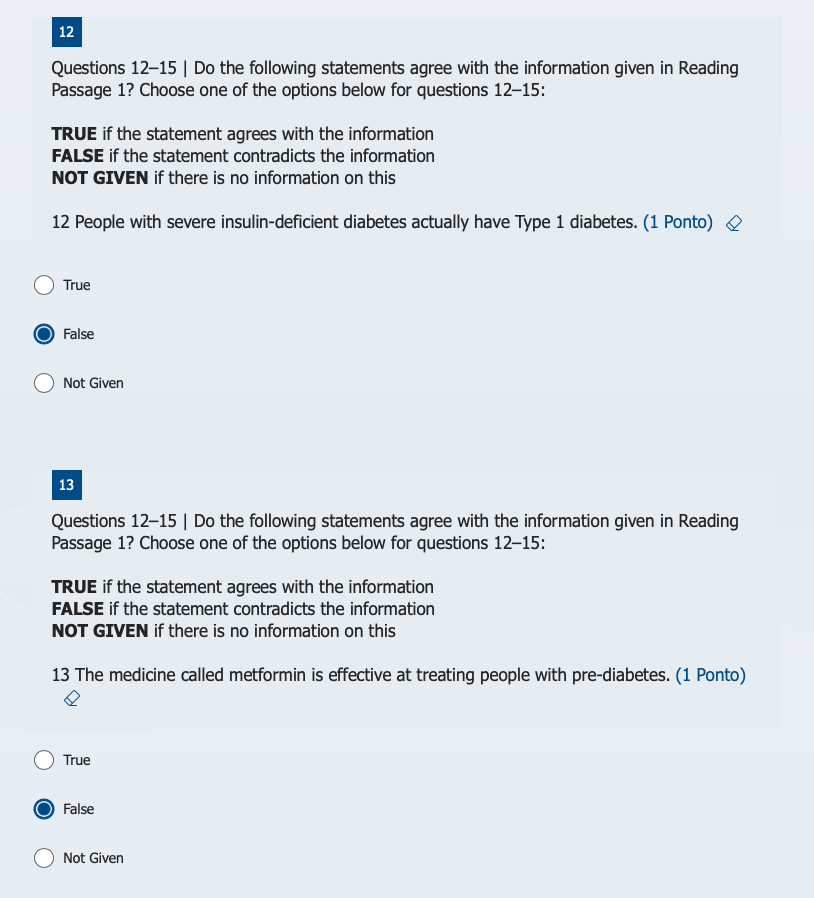 12
Questions 12–15 | Do the following statements agree with the information given in Reading
Passage 1? Choose one of the options below for questions 12–15:
TRUE if the statement agrees with the information
FALSE if the statement contradicts the information
NOT GIVEN if there is no information on this
12 People with severe insulin-deficient diabetes actually have Type 1 diabetes. (1 Ponto)
True
False
Not Given
13
Questions 12–15 | Do the following statements agree with the information given in Reading
Passage 1? Choose one of the options below for questions 12–15:
TRUE if the statement agrees with the information
FALSE if the statement contradicts the information
NOT GIVEN if there is no information on this
13 The medicine called metformin is effective at treating people with pre-diabetes. (1 Ponto)
True
False
Not Given